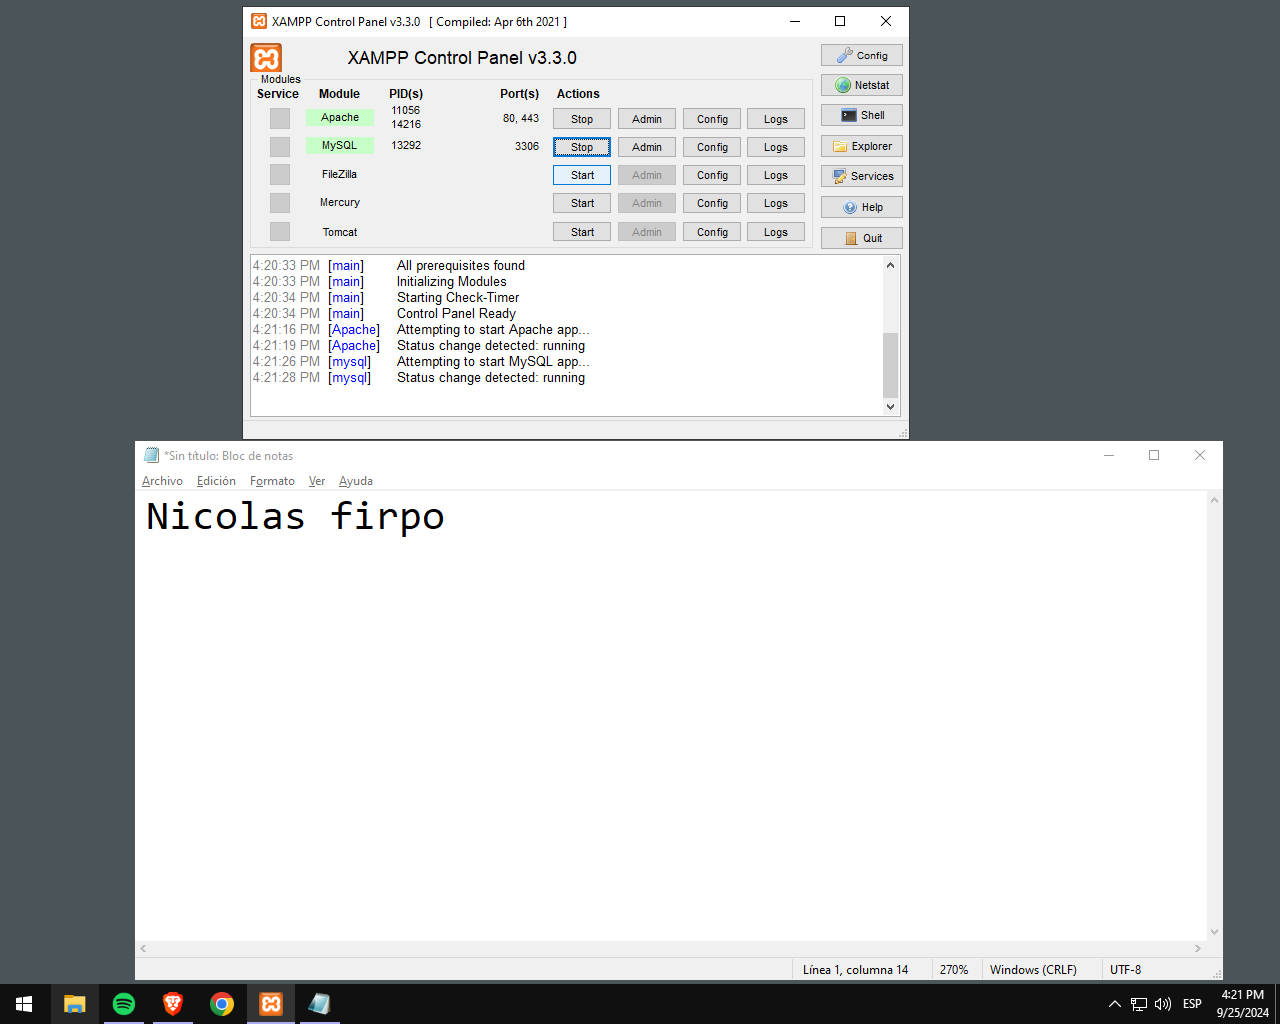 XAMPP Control Panel v3.3.0 [ Compiled: Apr 6th 2021 ]
XAMPP Control Panel v3.3.0
Config
Modules
Service Module PID(s) Port(s) Actions
Netstat
Apache 11056 14216 80, 443 Stop Admin Config Logs
Shell
MySQL 13292 3306 Stop Admin Config Logs
Explorer
FileZilla Start Admin Config Logs
Services
Mercury Start Admin Config Logs
Help
Tomcat Start Admin Config Logs
Quit
4:20:33 PM [main] All prerequisites found
4:20:33 PM [main] Initializing Modules
4:20:34 PM [main] Starting Check-Timer
4:20:34 PM [main] Control Panel Ready
4:21:16 PM [Apache] Attempting to start Apache app...
4:21:19 PM [Apache] Status change detected: running
4:21:26 PM [mysql] Attempting to start MySQL app...
4:21:28 PM [mysql] Status change detected: running
*Sin título: Bloc de notas
Archivo Edición Formato Ver Ayuda
Nicolas firpo
Línea 1, columna 14 270% Windows (CRLF) UTF-8
ESP 4:21 PM
9/25/2024